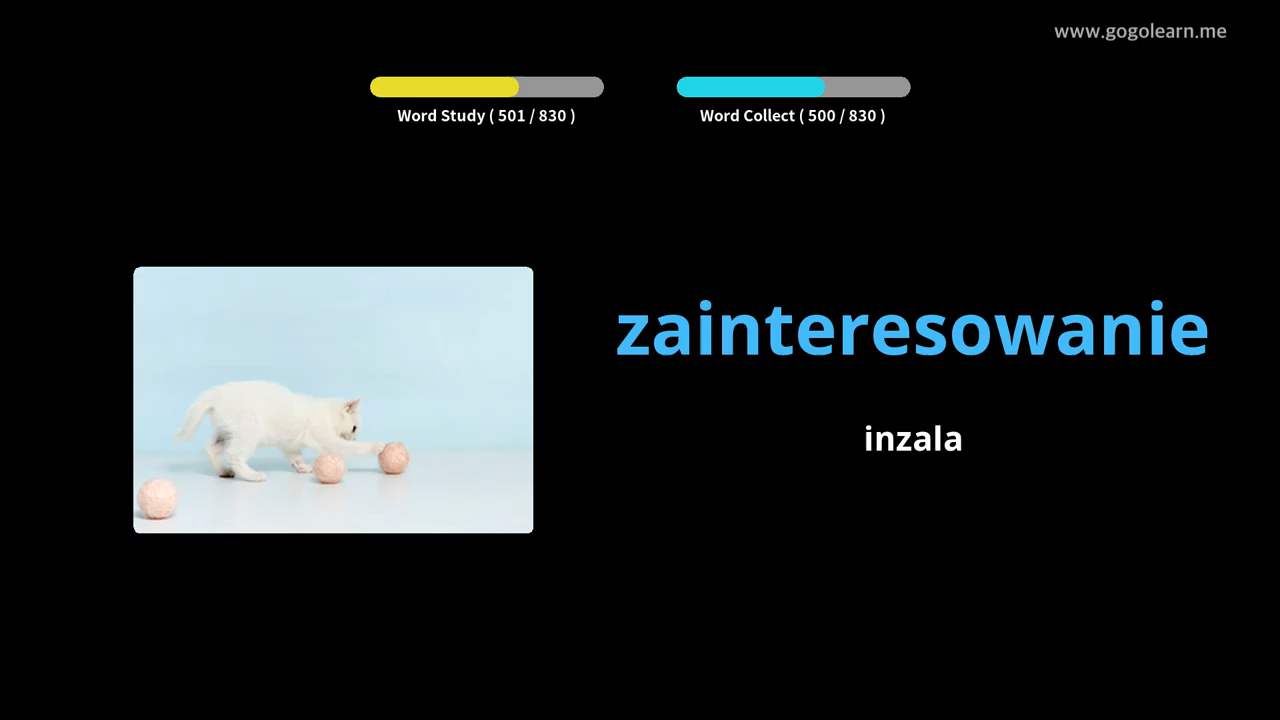 www.gogolearn.me
Word Study ( 501 / 830 )
Word Collect ( 500 / 830 )
zainteresowanie
inzala